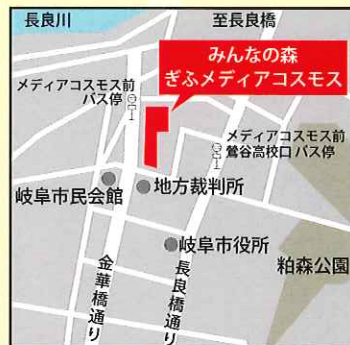 長良川
至長良橋
みんなの森
ぎふメディアコスモス
メディアコスモス前
バス停
メディアコスモス前
鶯谷高校口 バス停
岐阜市民会館
地方裁判所
岐阜市役所
粕森公園
金華橋通り
長良橋通り